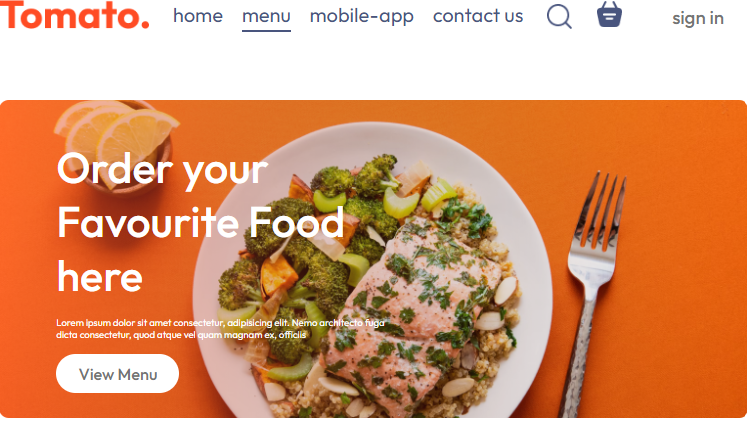 Tomato.
home menu mobile-app contact us sign in
Order your
Favourite Food
here
Lorem ipsum dolor sit amet consectetur, adipisicing elit. Nemo architecto fuga
dicta consectetur, quod atque vel quam magnam ex, officiis
View Menu